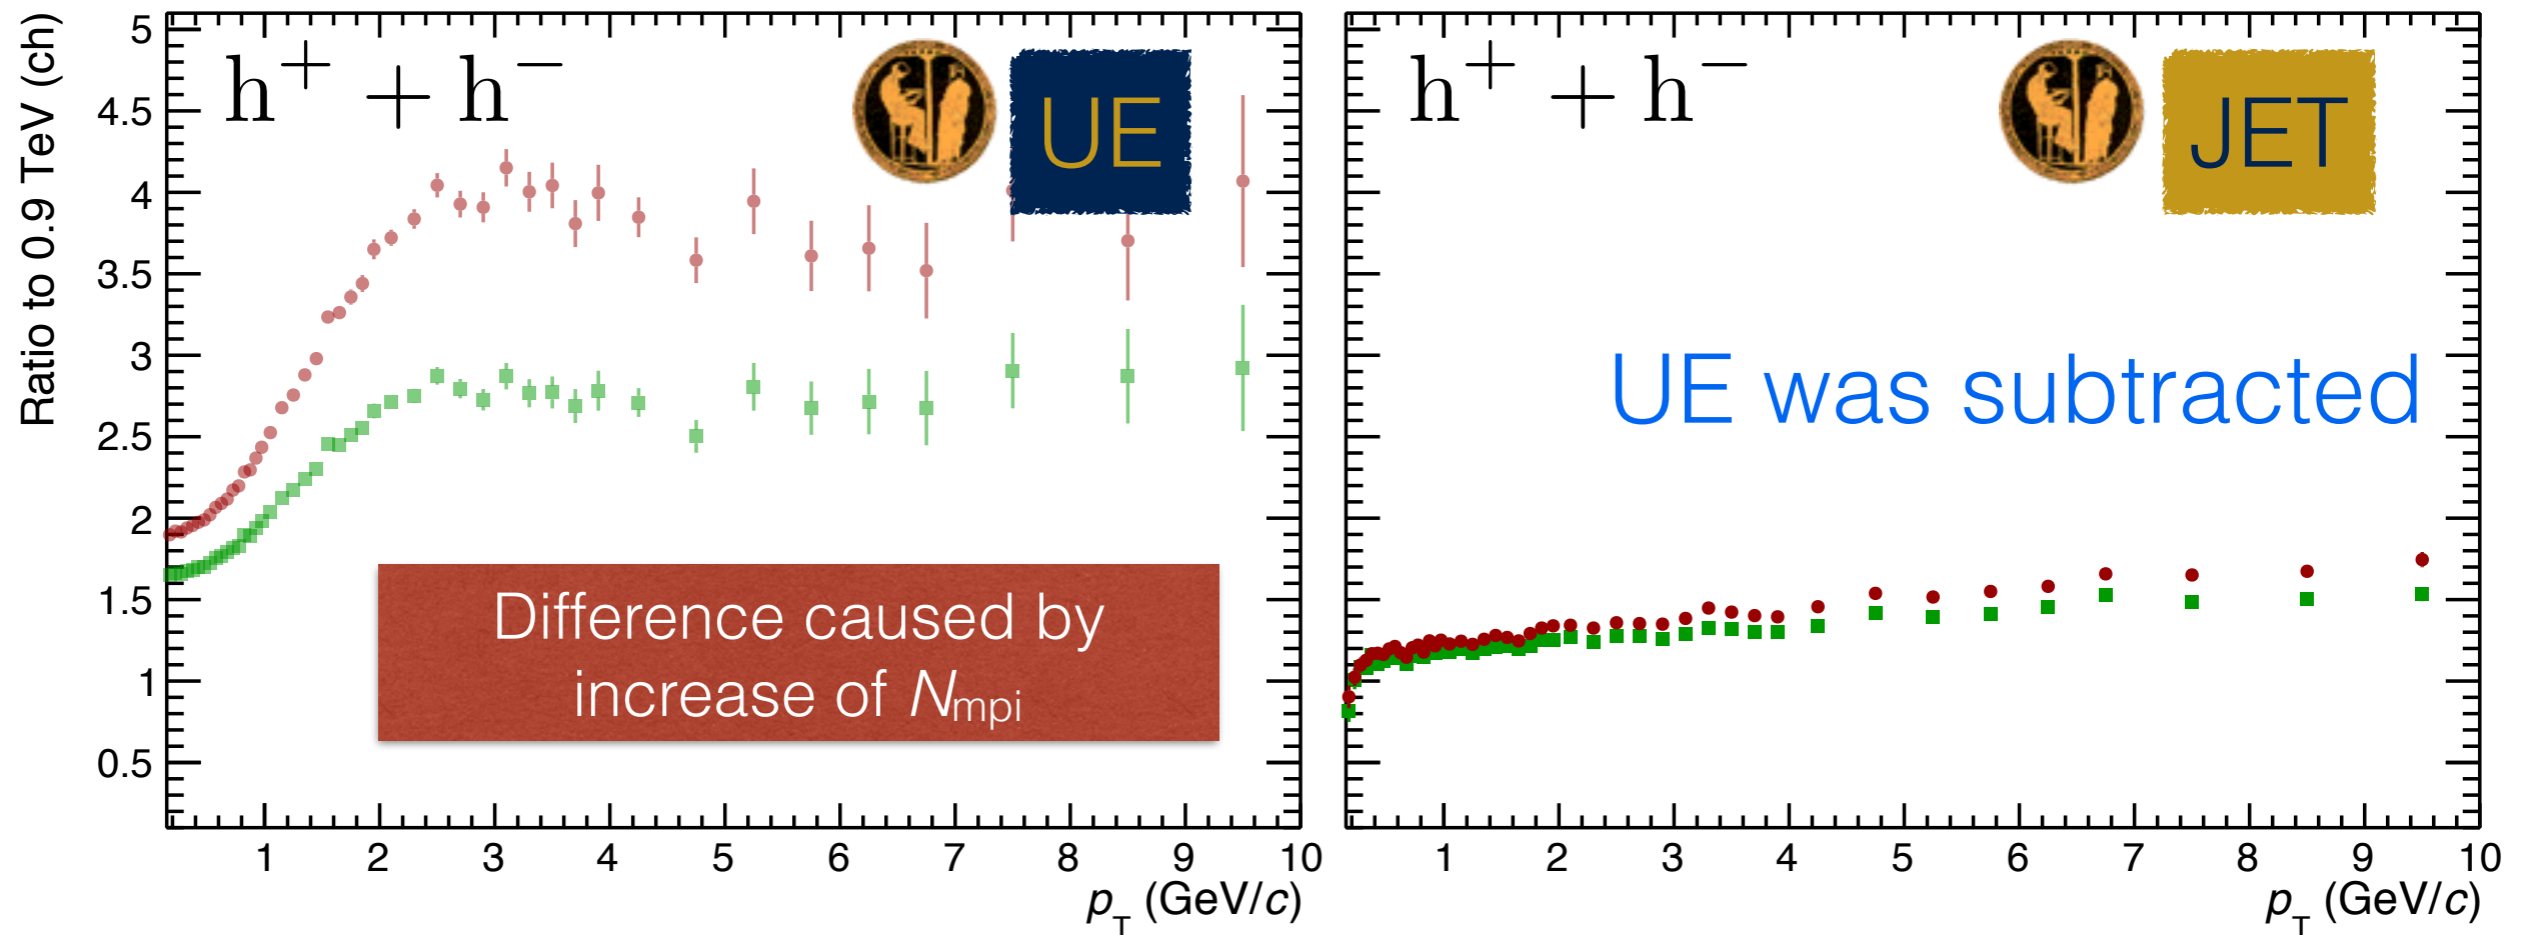 Ratio to 0.9 TeV (ch)
5
4.5
4
3.5
3
2.5
2
1.5
1
0.5
h⁺ + h⁻
UE
Difference caused by
increase of Nmpi
1 2 3 4 5 6 7 8 9 10
pT (GeV/c)
h⁺ + h⁻
JET
UE was subtracted
1 2 3 4 5 6 7 8 9 10
pT (GeV/c)